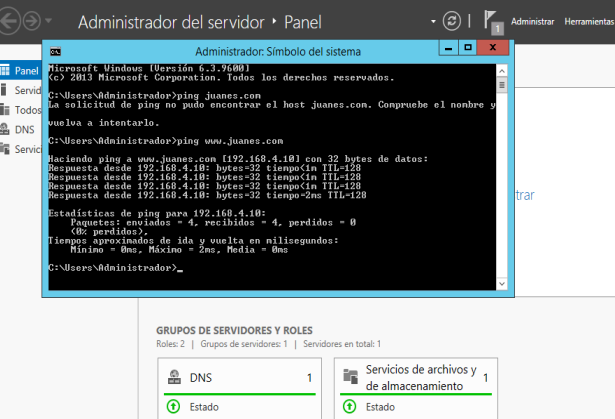 Administrador del servidor ‣ Panel
1
Administrar Herramientas
Administrador: Símbolo del sistema
Panel
Servid
Todos
DNS
Servic
Microsoft Windows [Versión 6.3.9600]
(c) 2013 Microsoft Corporation. Todos los derechos reservados.
C:\Users\Administrador>ping juanes.com
La solicitud de ping no pudo encontrar el host juanes.com. Compruebe el nombre y
vuelva a intentarlo.
C:\Users\Administrador>ping www.juanes.com
Haciendo ping a www.juanes.com [192.168.4.10] con 32 bytes de datos:
Respuesta desde 192.168.4.10: bytes=32 tiempo<1m TTL=128
Respuesta desde 192.168.4.10: bytes=32 tiempo<1m TTL=128
Respuesta desde 192.168.4.10: bytes=32 tiempo<1m TTL=128
Respuesta desde 192.168.4.10: bytes=32 tiempo=2ms TTL=128
Estadísticas de ping para 192.168.4.10:
Paquetes: enviados = 4, recibidos = 4, perdidos = 0
(0% perdidos),
Tiempos aproximados de ida y vuelta en milisegundos:
Mínimo = 0ms, Máximo = 2ms, Media = 0ms
C:\Users\Administrador>_
trar
GRUPOS DE SERVIDORES Y ROLES
Roles: 2 | Grupos de servidores: 1 | Servidores en total: 1
DNS 1
Estado
Servicios de archivos y
de almacenamiento 1
Estado